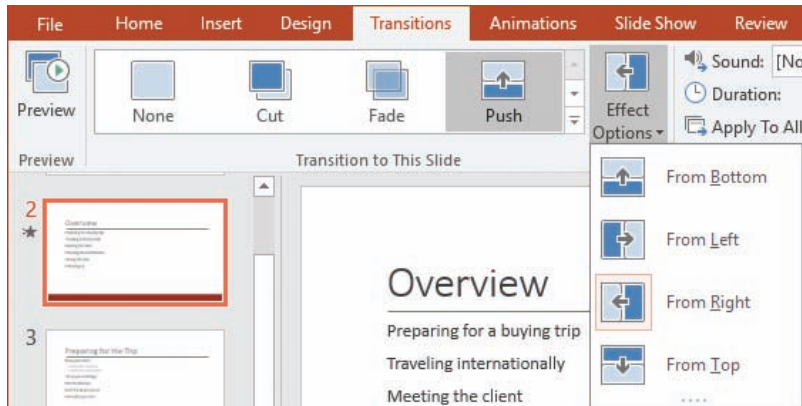 File Home Insert Design Transitions Animations Slide Show Review
Preview
None Cut Fade Push
Effect Options
Sound: [No
Duration:
Apply To All
Preview Transition to This Slide
From Bottom
From Left
From Right
From Top
2
Overview
3
Preparing for the Trip
Overview
Preparing for a buying trip
Traveling internationally
Meeting the client